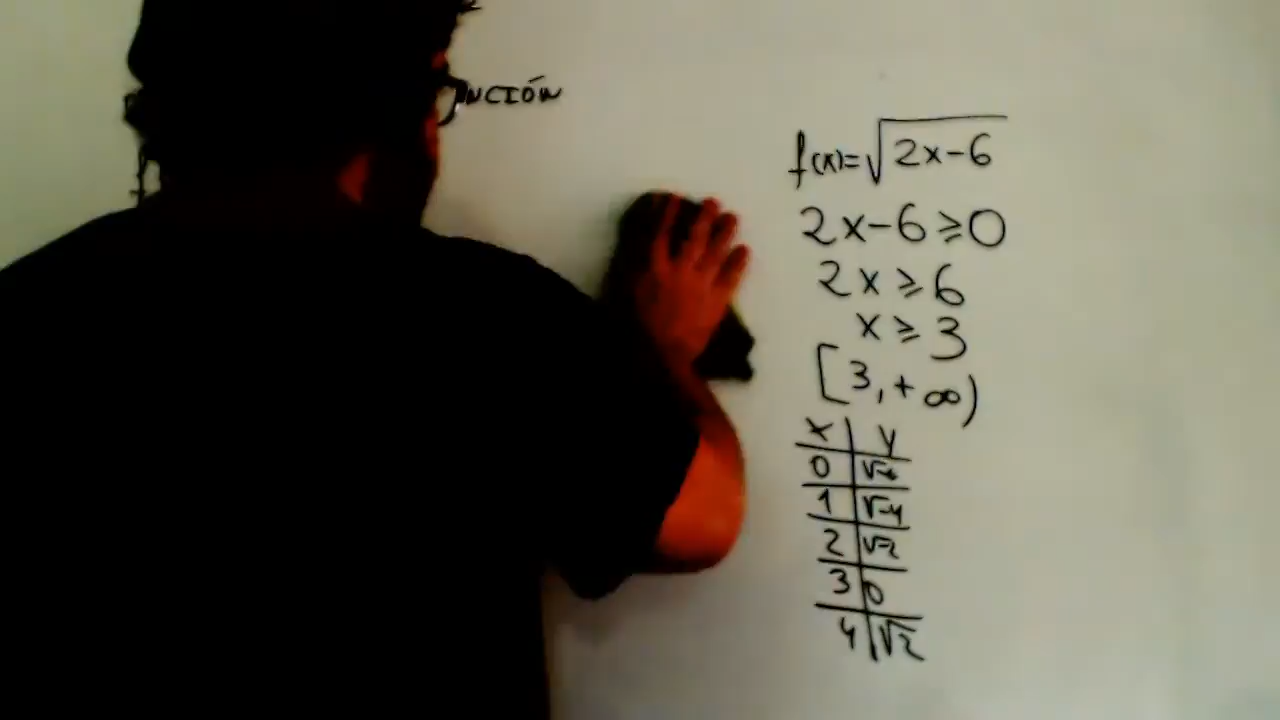 NCIÓN
f(x)=√2x-6
2x-6≥0
2x≥6
x≥3
[3,+∞)
x y
0 √-6
1 √-4
2 √-2
3 0
4 √2